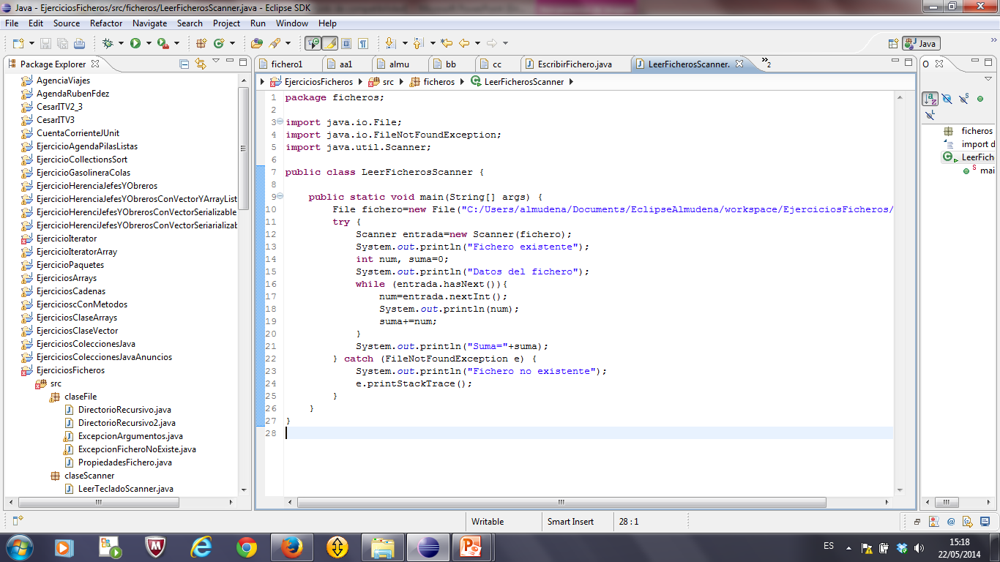 Java - EjerciciosFicheros/src/ficheros/LeerFicherosScanner.java - Eclipse SDK
File Edit Source Refactor Navigate Search Project Run Window Help
Java
Package Explorer
AgenciaViajes
AgendaRubenFdez
CesarITV2_3
CesarITV3
CuentaCorrienteJUnit
EjercicioAgendaPilasListas
EjercicioCollectionsSort
EjercicioGasolineraColas
EjercicioHerenciaJefesYObreros
EjercicioHerenciaJefesYObrerosConVectorYArrayList
EjercicioHerenciJefesYObrerosConVectorSerializable
EjercicioHerenciJefesYObrerosConVectorSeriarializab
EjercicioIterator
EjercicioIteratorArray
EjercicioPaquetes
EjerciciosArrays
EjerciciosCadenas
EjercicioscConMetodos
EjerciciosClaseArrays
EjerciciosClaseVector
EjerciciosColeccionesJava
EjerciciosColeccionesJavaAnuncios
EjerciciosFicheros
src
claseFile
DirectorioRecursivo.java
DirectorioRecursivo2.java
ExcepcionArgumentos.java
ExcepcionFicheroNoExiste.java
PropiedadesFichero.java
claseScanner
LeerTecladoScanner.java
fichero1 aa1 almu bb cc EscribirFichero.java LeerFicherosScanner. »2
EjerciciosFicheros src ficheros LeerFicherosScanner
1 package ficheros;
2
3 import java.io.File;
4 import java.io.FileNotFoundException;
5 import java.util.Scanner;
6
7 public class LeerFicherosScanner {
8
9 public static void main(String[] args) {
10 File fichero=new File("C:/Users/almudena/Documents/EclipseAlmudena/workspace/EjerciciosFicheros/
11 try {
12 Scanner entrada=new Scanner(fichero);
13 System.out.println("Fichero existente");
14 int num, suma=0;
15 System.out.println("Datos del fichero");
16 while (entrada.hasNext()){
17 num=entrada.nextInt();
18 System.out.println(num);
19 suma+=num;
20 }
21 System.out.println("Suma="+suma);
22 } catch (FileNotFoundException e) {
23 System.out.println("Fichero no existente");
24 e.printStackTrace();
25 }
26 }
27 }
28
O
ficheros
import d
LeerFich
mai
Writable Smart Insert 28 : 1
ES 15:18
22/05/2014